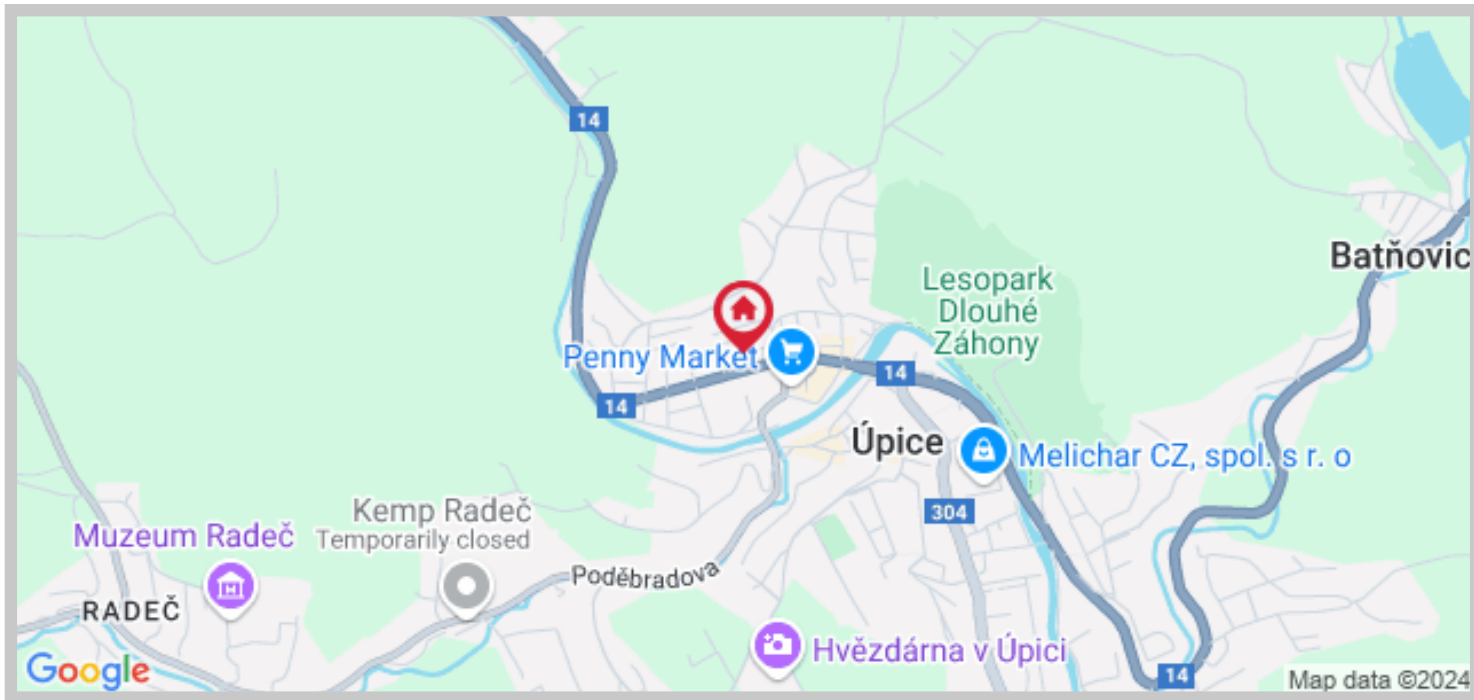 14
Batňovic
Lesopark
Dlouhé
Záhony
Penny Market
14
14
Úpice
Melichar CZ, spol. s r. o
Kemp Radeč
Temporarily closed
304
Muzeum Radeč
Poděbradova
RADEČ
Hvězdárna v Úpici
Google
14
Map data ©2024